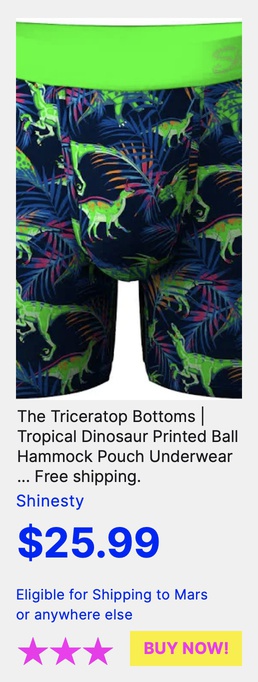 The Triceratop Bottoms |
Tropical Dinosaur Printed Ball
Hammock Pouch Underwear
... Free shipping.
Shinesty
$25.99
Eligible for Shipping to Mars
or anywhere else
BUY NOW!